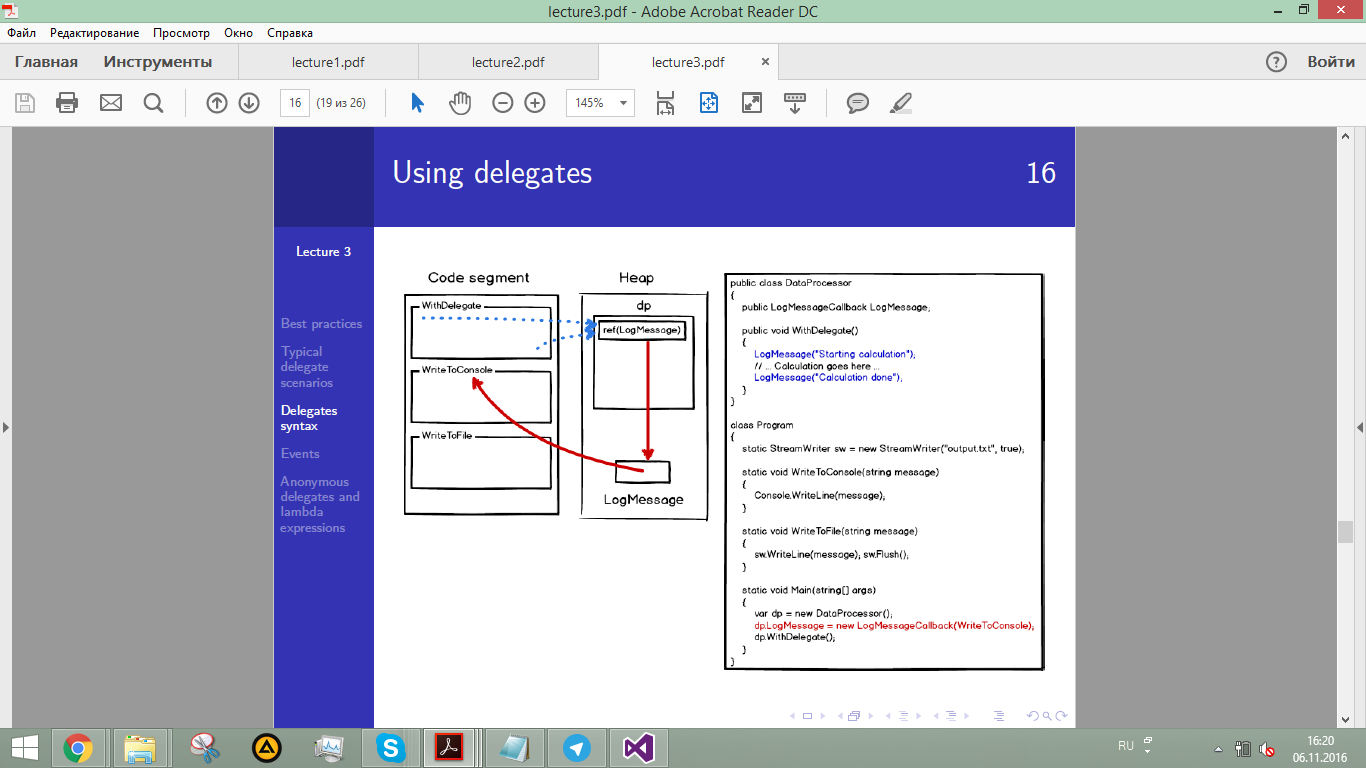 lecture3.pdf - Adobe Acrobat Reader DC
Файл Редактирование Просмотр Окно Справка
Главная Инструменты lecture1.pdf lecture2.pdf lecture3.pdf × ? Войти
16 (19 из 26) 145%
Using delegates 16
Lecture 3
Best practices
Typical
delegate
scenarios
Delegates
syntax
Events
Anonymous
delegates and
lambda
expressions
Code segment
WithDelegate
WriteToConsole
WriteToFile
Heap
dp
ref(LogMessage)
LogMessage
public class DataProcessor
{
public LogMessageCallback LogMessage;
public void WithDelegate()
{
LogMessage("Starting calculation");
// ... Calculation goes here ...
LogMessage("Calculation done");
}
}
class Program
{
static StreamWriter sw = new StreamWriter("output.txt", true);
static void WriteToConsole(string message)
{
Console.WriteLine(message);
}
static void WriteToFile(string message)
{
sw.WriteLine(message); sw.Flush();
}
static void Main(string[] args)
{
var dp = new DataProcessor();
dp.LogMessage = new LogMessageCallback(WriteToConsole);
dp.WithDelegate();
}
}
RU
16:20
06.11.2016